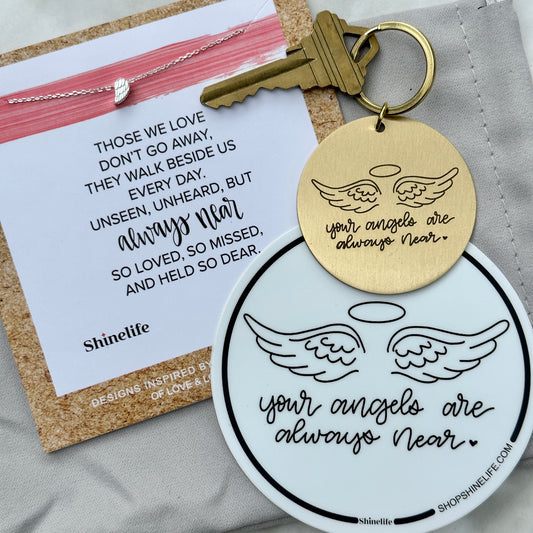 THOSE WE LOVE
DON'T GO AWAY,
THEY WALK BESIDE US
EVERY DAY.
UNSEEN, UNHEARD, BUT
always near
SO LOVED, SO MISSED,
AND HELD SO DEAR.
Shinelife
DESIGNS INSPIRED BY
OF LOVE &
your angels are
always near.
your angels are
always near.
Shinelife
SHOPSHINELIFE.COM